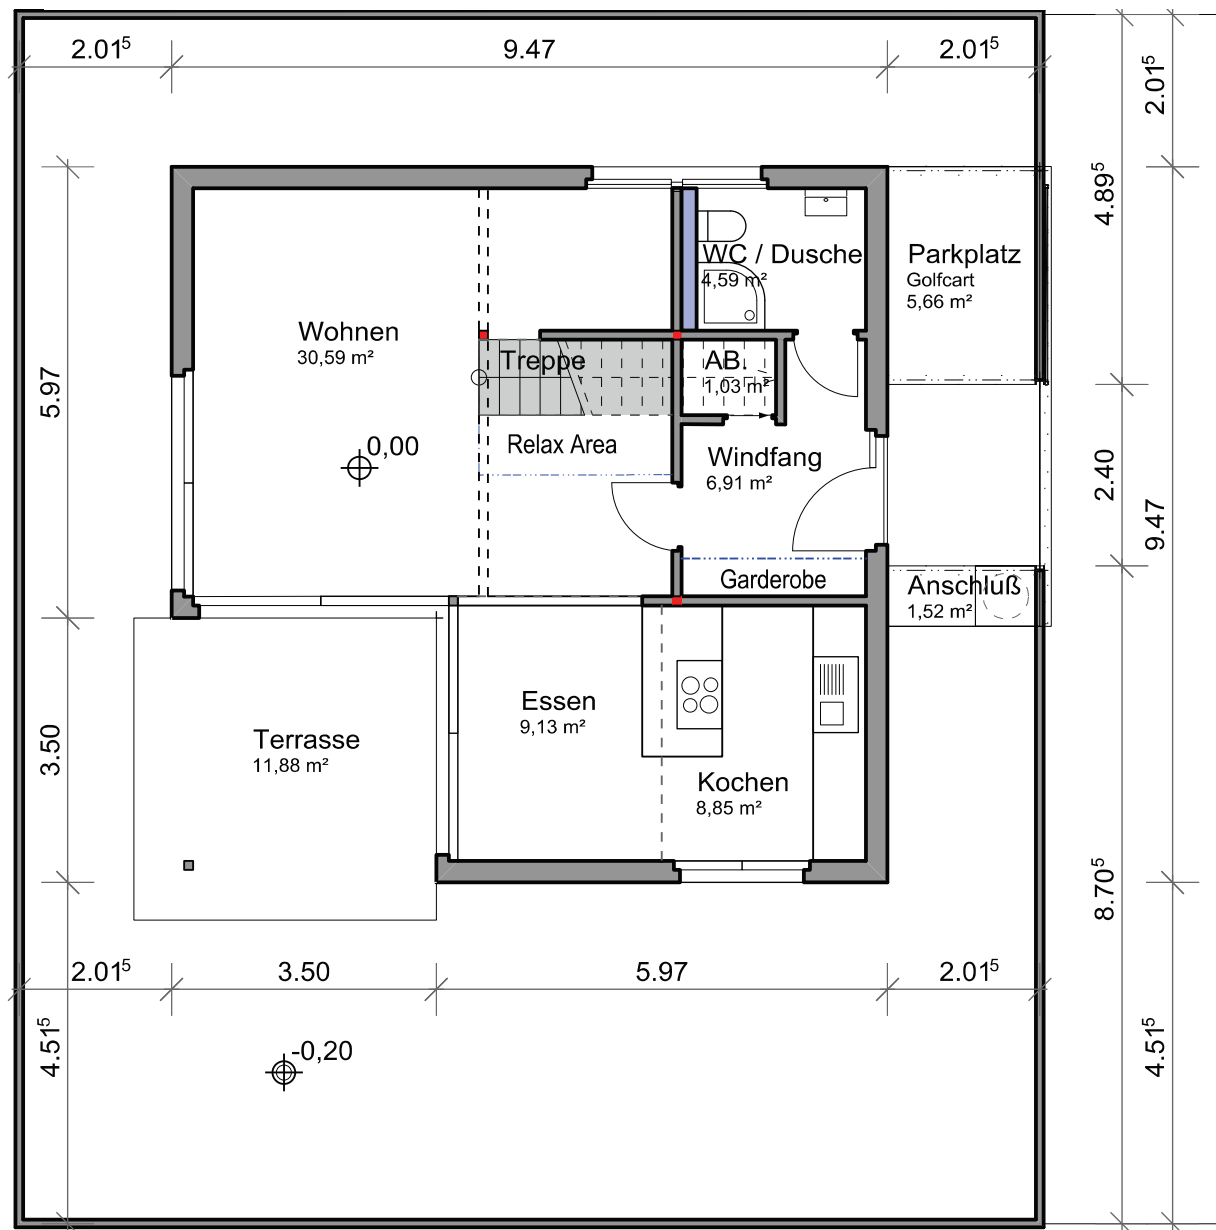 2.01⁵
9.47
2.01⁵
2.01⁵
4.89⁵
WC / Dusche
4,59 m²
Parkplatz
Golfcart
5,66 m²
Wohnen
30,59 m²
Treppe
AB.
1,03 m²
5.97
0,00
Relax Area
Windfang
6,91 m²
2.40
9.47
Garderobe
Anschluß
1,52 m²
Essen
9,13 m²
3.50
Terrasse
11,88 m²
Kochen
8,85 m²
8.70⁵
2.01⁵
3.50
5.97
2.01⁵
4.51⁵
-0,20
4.51⁵